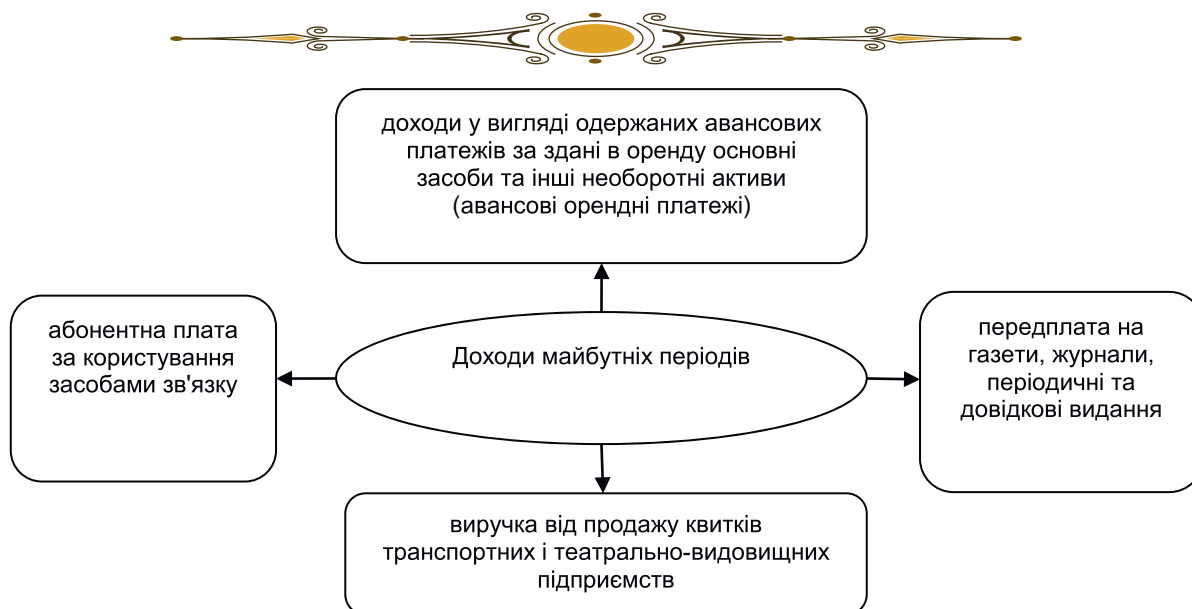 доходи у вигляді одержаних авансових
платежів за здані в оренду основні
засоби та інші необоротні активи
(авансові орендні платежі)
абонентна плата
за користування
засобами зв'язку
Доходи майбутніх періодів
передплата на
газети, журнали,
періодичні та
довідкові видання
виручка від продажу квитків
транспортних і театрально-видовищних
підприємств